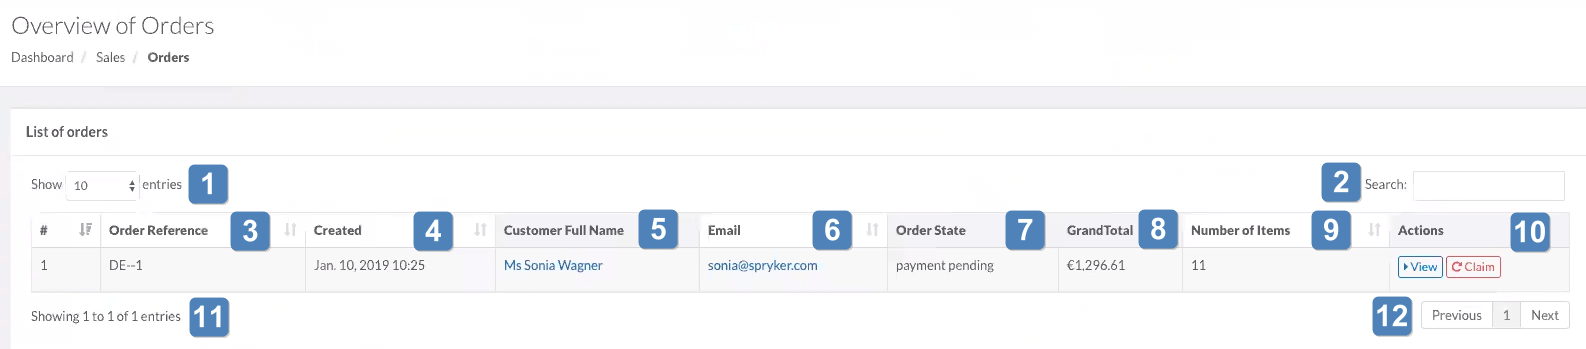 Overview of Orders
Dashboard / Sales / Orders
List of orders
Show 10 entries 1 2 Search:
# Order Reference 3 Created 4 Customer Full Name 5 Email 6 Order State 7 GrandTotal 8 Number of Items 9 Actions 10
1 DE--1 Jan. 10, 2019 10:25 Ms Sonia Wagner sonia@spryker.com payment pending €1,296.61 11 View Claim
Showing 1 to 1 of 1 entries 11 12 Previous 1 Next